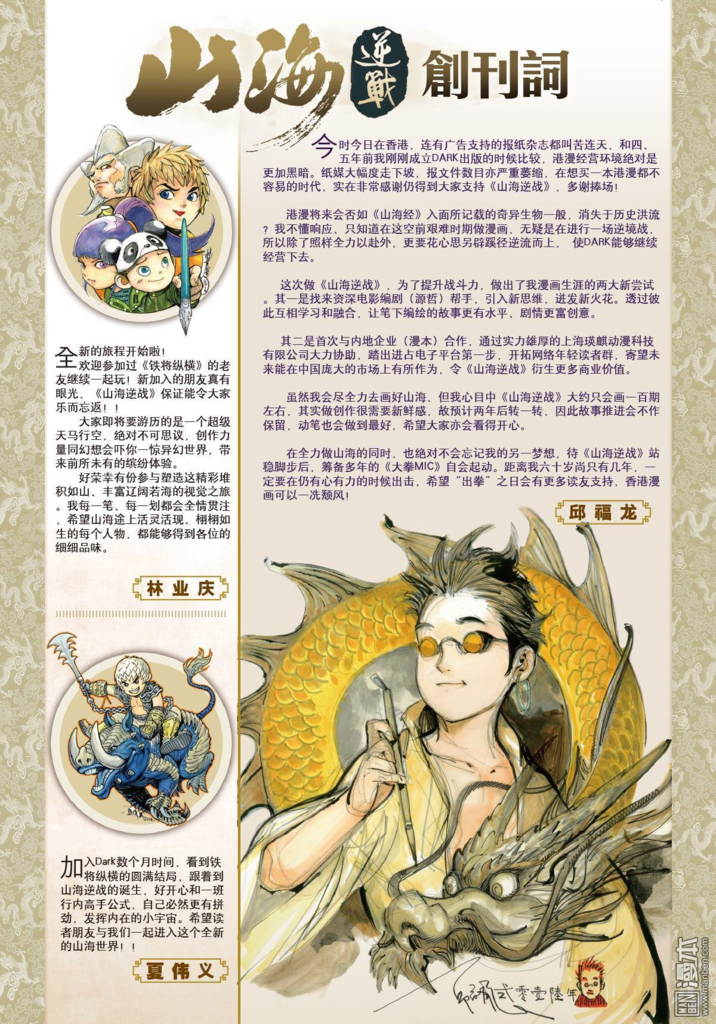 山海
逆戰
創刊詞
今时今日在香港，连有广告支持的报纸杂志都叫苦连天，和四、
五年前我刚刚成立DARK出版的时候比较，港漫经营环境绝对是
更加黑暗。纸媒大幅度走下坡，报文件数目亦严重萎缩，在想买一本港漫都不
容易的时代，实在非常感谢仍得到大家支持《山海逆战》，多谢捧场！
港漫将来会否如《山海经》入面所记载的奇异生物一般，消失于历史洪流
？我不懂响应，只知道在这空前艰难时期做漫画，无疑是在进行一场逆境战，
所以除了照样全力以赴外，更要花心思另辟蹊径逆流而上， 使DARK能够继续
经营下去。
这次做《山海逆战》，为了提升战斗力，做出了我漫画生涯的两大新尝试
。其一是找来资深电影编剧（源哲）帮手，引入新思维，迸发新火花。透过彼
此互相学习和融合，让笔下编绘的故事更有水平，剧情更富创意。
其二是首次与内地企业（漫本）合作，通过实力雄厚的上海瑛麒动漫科技
有限公司大力协助，踏出进占电子平台第一步，开拓网络年轻读者群，寄望未
来能在中国庞大的市场上有所作为，令《山海逆战》衍生更多商业价值。
虽然我会尽全力去画好山海，但我心目中《山海逆战》大约只会画一百期
左右，其实做创作很需要新鲜感，故预计两年后转一转，因此故事推进会不作
保留，动笔也会做到最好，希望大家亦会看得开心。
在全力做山海的同时，也绝对不会忘记我的另一梦想，待《山海逆战》站
稳脚步后，筹备多年的《大拳MIC》自会起动。距离我六十岁尚只有几年，一
定要在仍有心有力的时候出击，希望“出拳”之日会有更多读友支持，香港漫
画可以一冼颓风！
邱福龙
全新的旅程开始啦！
欢迎参加过《铁将纵横》的老
友继续一起玩！新加入的朋友真有
眼光，《山海逆战》保证能令大家
乐而忘返！！
大家即将要游历的是一个超级
天马行空，绝对不可思议，创作力
量同幻想会吓你一惊异幻世界，带
来前所未有的缤纷体验。
好荣幸有份参与塑造这精彩堆
积如山、丰富辽阔若海的视觉之旅
。我每一笔、每一划都会全情贯注
，希望山海途上活灵活现，栩栩如
生的每个人物，都能够得到各位的
细细品味。
林业庆
加入Dark数个月时间，看到铁
将纵横的圆满结局，跟着到
山海逆战的诞生，好开心和一班
行内高手公式，自己必然更有拼
劲，发挥内在的小宇宙。希望读
者朋友与我们一起进入这个全新
的山海世界！！
夏伟义
弍零壹陸年
漫本
MANBEN
www.manben.com